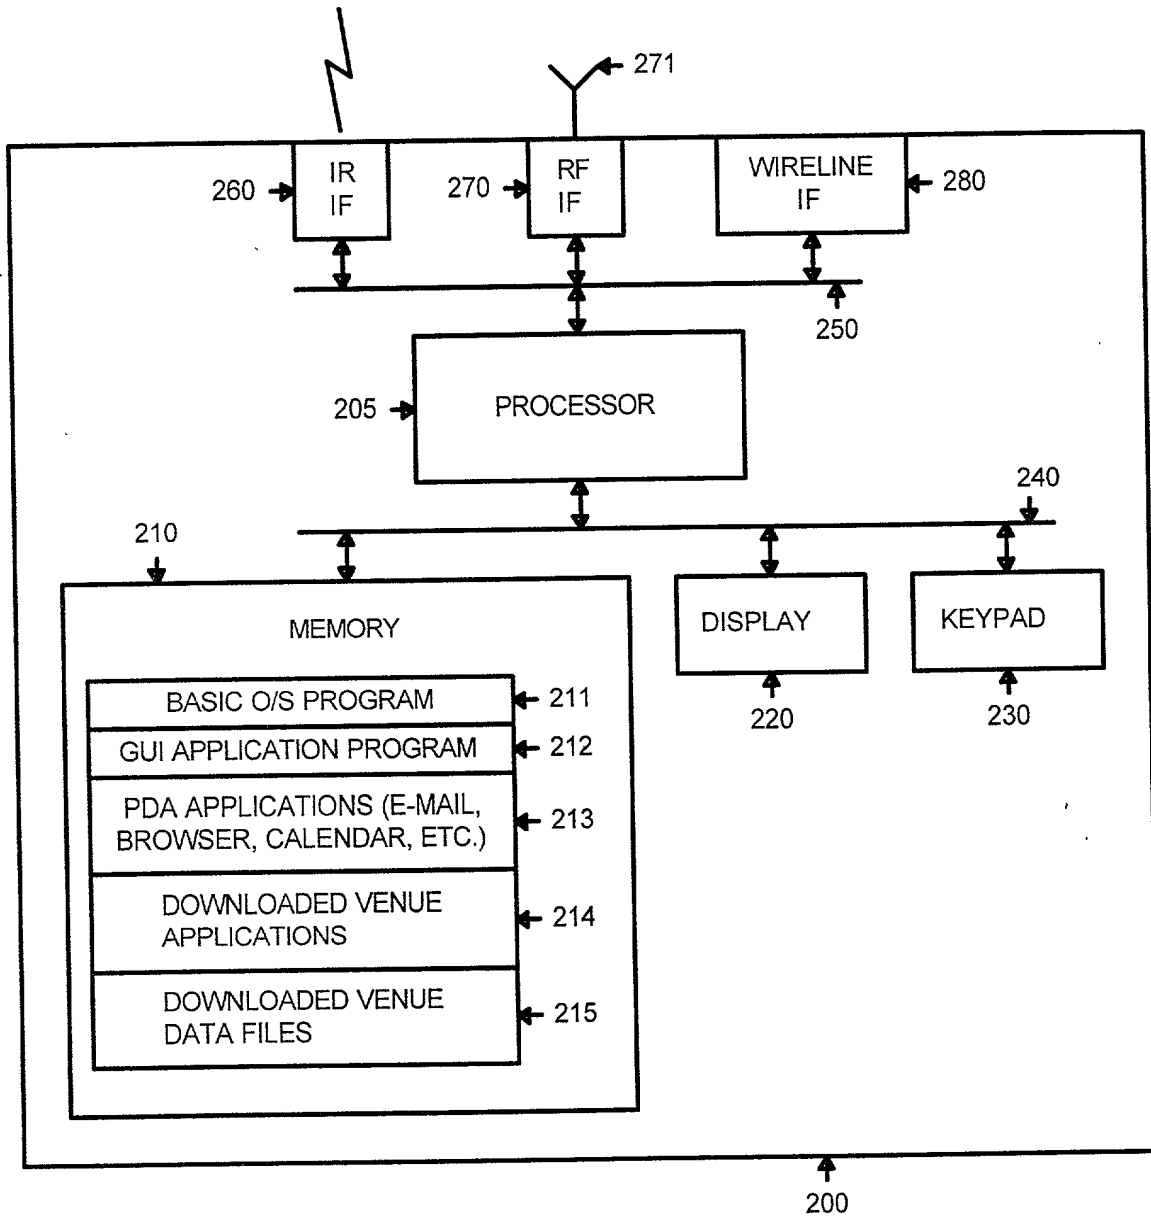 271
260
IR
IF
270
RF
IF
WIRELINE
IF
280
250
205
PROCESSOR
240
210
MEMORY
DISPLAY
KEYPAD
220
230
BASIC O/S PROGRAM
211
GUI APPLICATION PROGRAM
212
PDA APPLICATIONS (E-MAIL,
BROWSER, CALENDAR, ETC.)
213
DOWNLOADED VENUE
APPLICATIONS
214
DOWNLOADED VENUE
DATA FILES
215
200